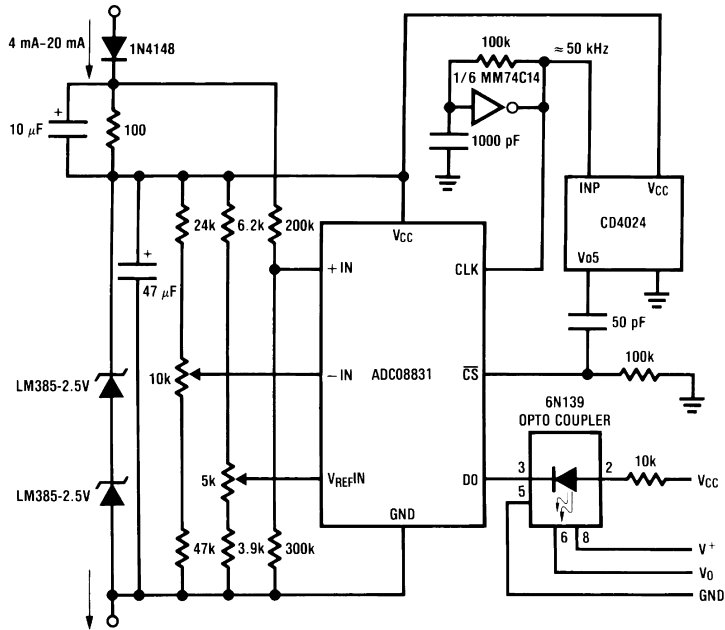 4 mA–20 mA
1N4148
100k
≈ 50 kHz
1/6 MM74C14
10 μF
+
100
1000 pF
INP
VCC
CD4024
VO5
24k
6.2k
200k
VCC
+IN
CLK
+
47 μF
50 pF
LM385-2.5V
10k
–IN
ADC08831
CS
100k
6N139
OPTO COUPLER
LM385-2.5V
5k
VREFIN
DO
3
2
10k
VCC
5
GND
47k
3.9k
300k
6
8
V+
VO
GND